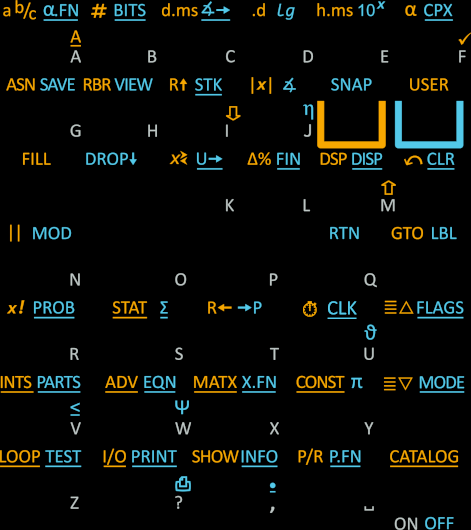 a b/c α.FN # BITS d.ms ∡→ .d lg h.ms 10ˣ α CPX
A
A B C D E F ✓
ASN SAVE RBR VIEW R↑ STK |x| ∡ SNAP USER
η
G H I ⇩ J
FILL DROP↓ x≷ U→ Δ% FIN DSP DISP ↶ CLR
⇧
K L M
|| MOD RTN GTO LBL
N O P Q
x! PROB STAT Σ R← →P ⏱ CLK ≣△ FLAGS
ϑ
R S T U
INTS PARTS ADV EQN MATX X.FN CONST π ≣▽ MODE
≤ Ψ
V W X Y
LOOP TEST I/O PRINT SHOW INFO P/R P.FN CATALOG
⎙ •
Z ? , ␣
ON OFF